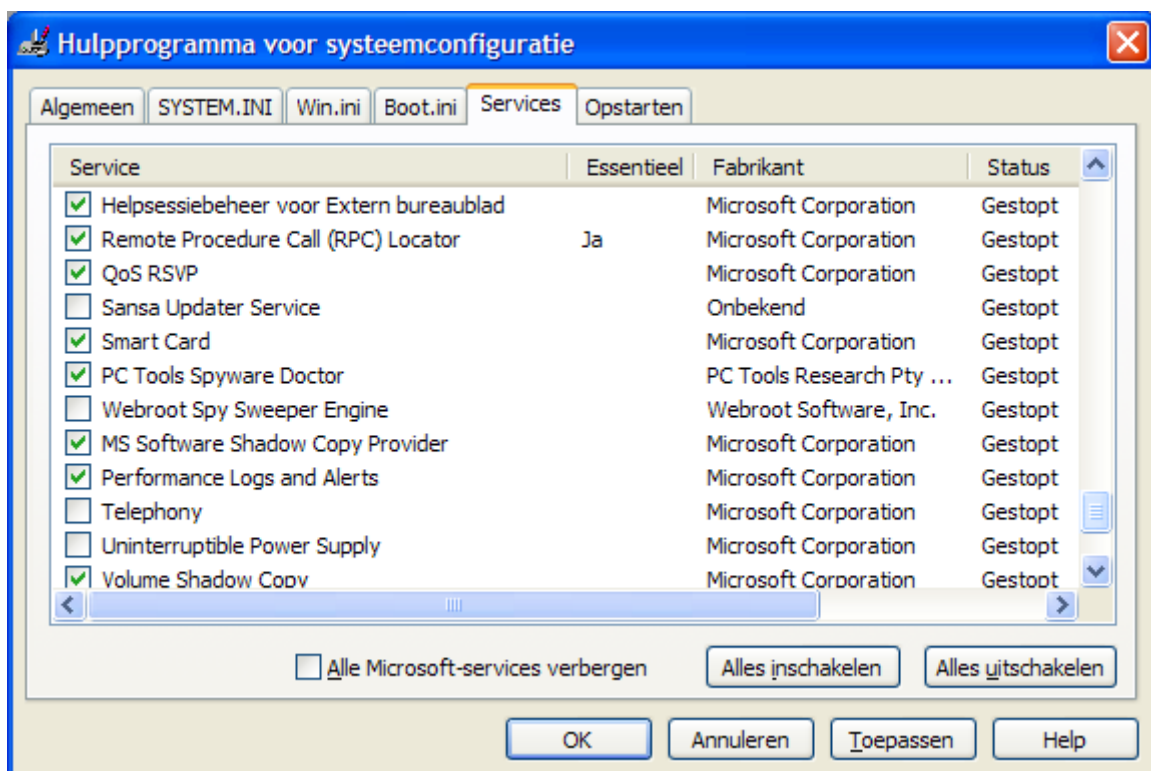 Hulpprogramma voor systeemconfiguratie
Algemeen SYSTEM.INI Win.ini Boot.ini Services Opstarten
Service Essentieel Fabrikant Status
Helpsessiebeheer voor Extern bureaublad Microsoft Corporation Gestopt
Remote Procedure Call (RPC) Locator Ja Microsoft Corporation Gestopt
QoS RSVP Microsoft Corporation Gestopt
Sansa Updater Service Onbekend Gestopt
Smart Card Microsoft Corporation Gestopt
PC Tools Spyware Doctor PC Tools Research Pty ... Gestopt
Webroot Spy Sweeper Engine Webroot Software, Inc. Gestopt
MS Software Shadow Copy Provider Microsoft Corporation Gestopt
Performance Logs and Alerts Microsoft Corporation Gestopt
Telephony Microsoft Corporation Gestopt
Uninterruptible Power Supply Microsoft Corporation Gestopt
Volume Shadow Copy Microsoft Corporation Gestopt
Alle Microsoft-services verbergen Alles inschakelen Alles uitschakelen
OK Annuleren Toepassen Help